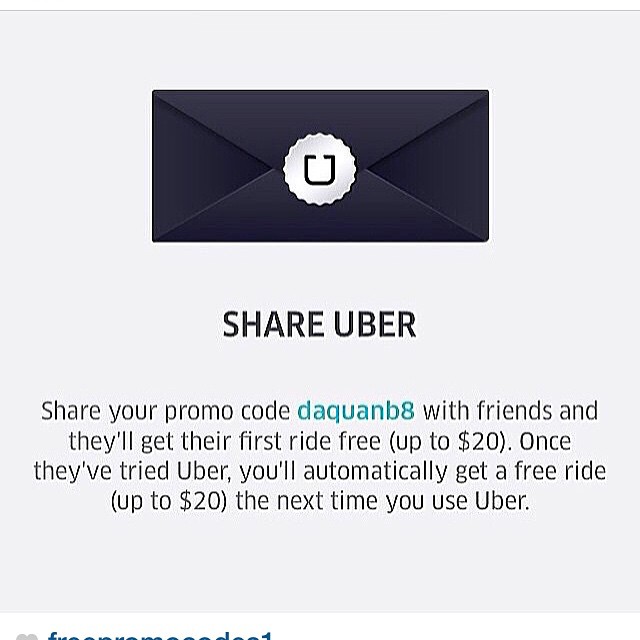 SHARE UBER
Share your promo code daquanb8 with friends and
they'll get their first ride free (up to $20). Once
they've tried Uber, you'll automatically get a free ride
(up to $20) the next time you use Uber.
freepromocodes1